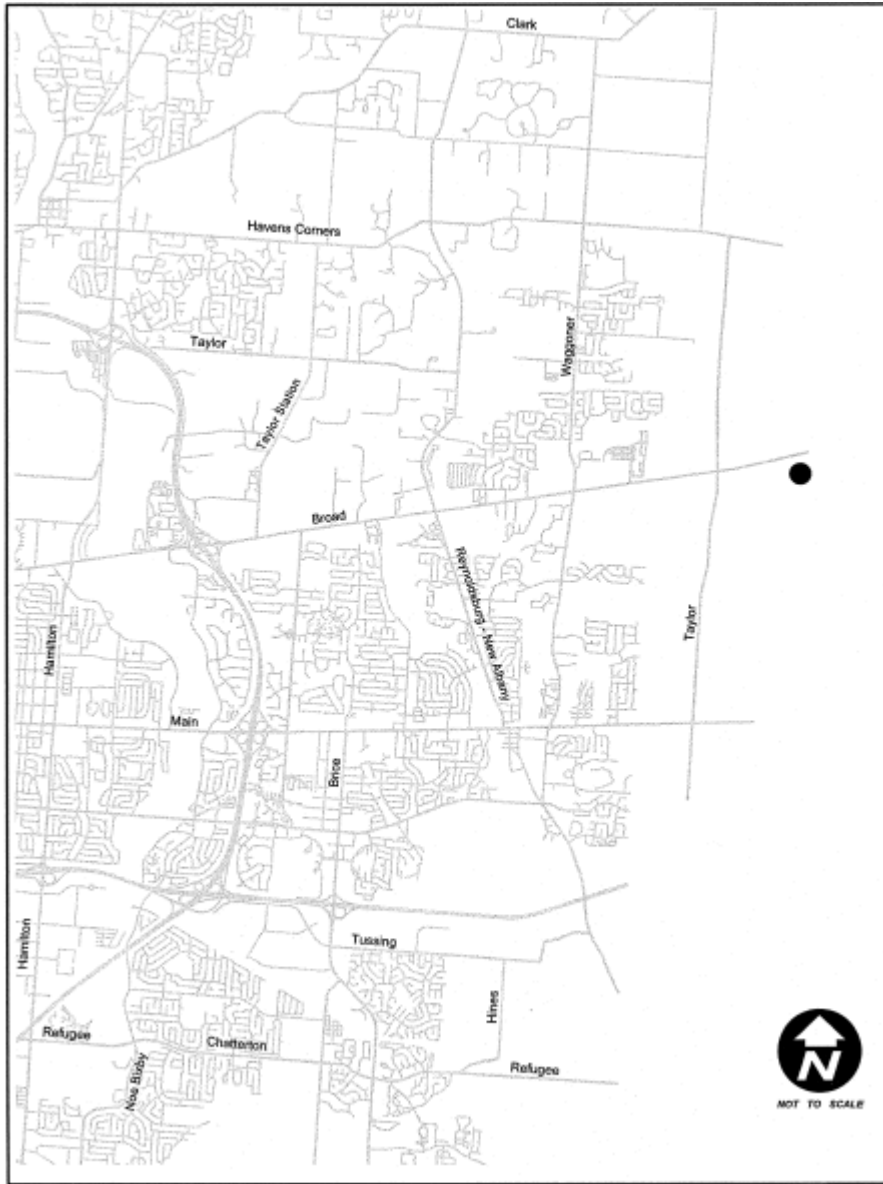 Clark
Havens Corners
Taylor
Waggoner
Taylor Station
Broad
Reynoldsburg - New Albany
Taylor
Hamilton
Main
Brice
Hamilton
Tussing
Hines
Refugee
Chatterton
Noe Bixby
Refugee
N
NOT TO SCALE